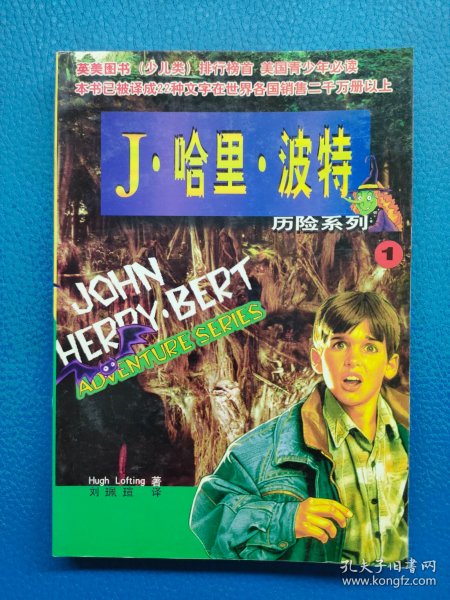 英美图书（少儿类）排行榜首 美国青少年必读
本书已被译成22种文字在世界各国销售二千万册以上
J·哈里·波特
历险系列
1
JOHN
HERRY·BERT
ADVENTURE SERIES
Hugh Lofting 著
刘珠瑄 译
孔夫子旧书网
www.kongfz.com